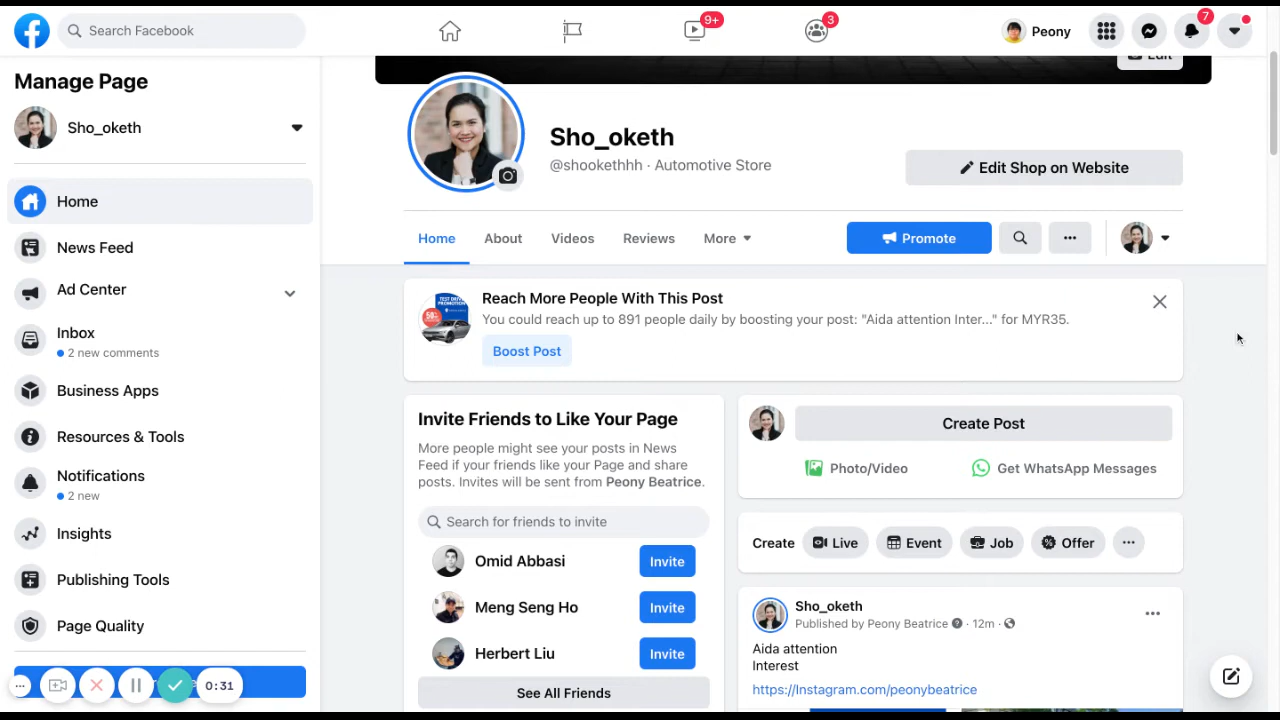 Search Facebook
9+
3
Peony
7
Manage Page
Sho_oketh
Home
News Feed
Ad Center
Inbox
2 new comments
Business Apps
Resources & Tools
Notifications
2 new
Insights
Publishing Tools
Page Quality
0:31
Edit
Sho_oketh
@shookethhh · Automotive Store
Edit Shop on Website
Home
About
Videos
Reviews
More
Promote
Reach More People With This Post
You could reach up to 891 people daily by boosting your post: "Aida attention Inter..." for MYR35.
Boost Post
TEST DRIVE
PROMOTION
50%
Invite Friends to Like Your Page
More people might see your posts in News
Feed if your friends like your Page and share
posts. Invites will be sent from Peony Beatrice.
Search for friends to invite
Omid Abbasi
Invite
Meng Seng Ho
Invite
Herbert Liu
Invite
See All Friends
Create Post
Photo/Video
Get WhatsApp Messages
Create
Live
Event
Job
Offer
Sho_oketh
Published by Peony Beatrice · 12m ·
Aida attention
Interest
https://Instagram.com/peonybeatrice